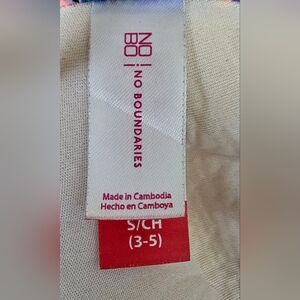 NO
BO
NO BOUNDARIES
Made in Cambodia
Hecho en Camboya
S/CH
(3-5)